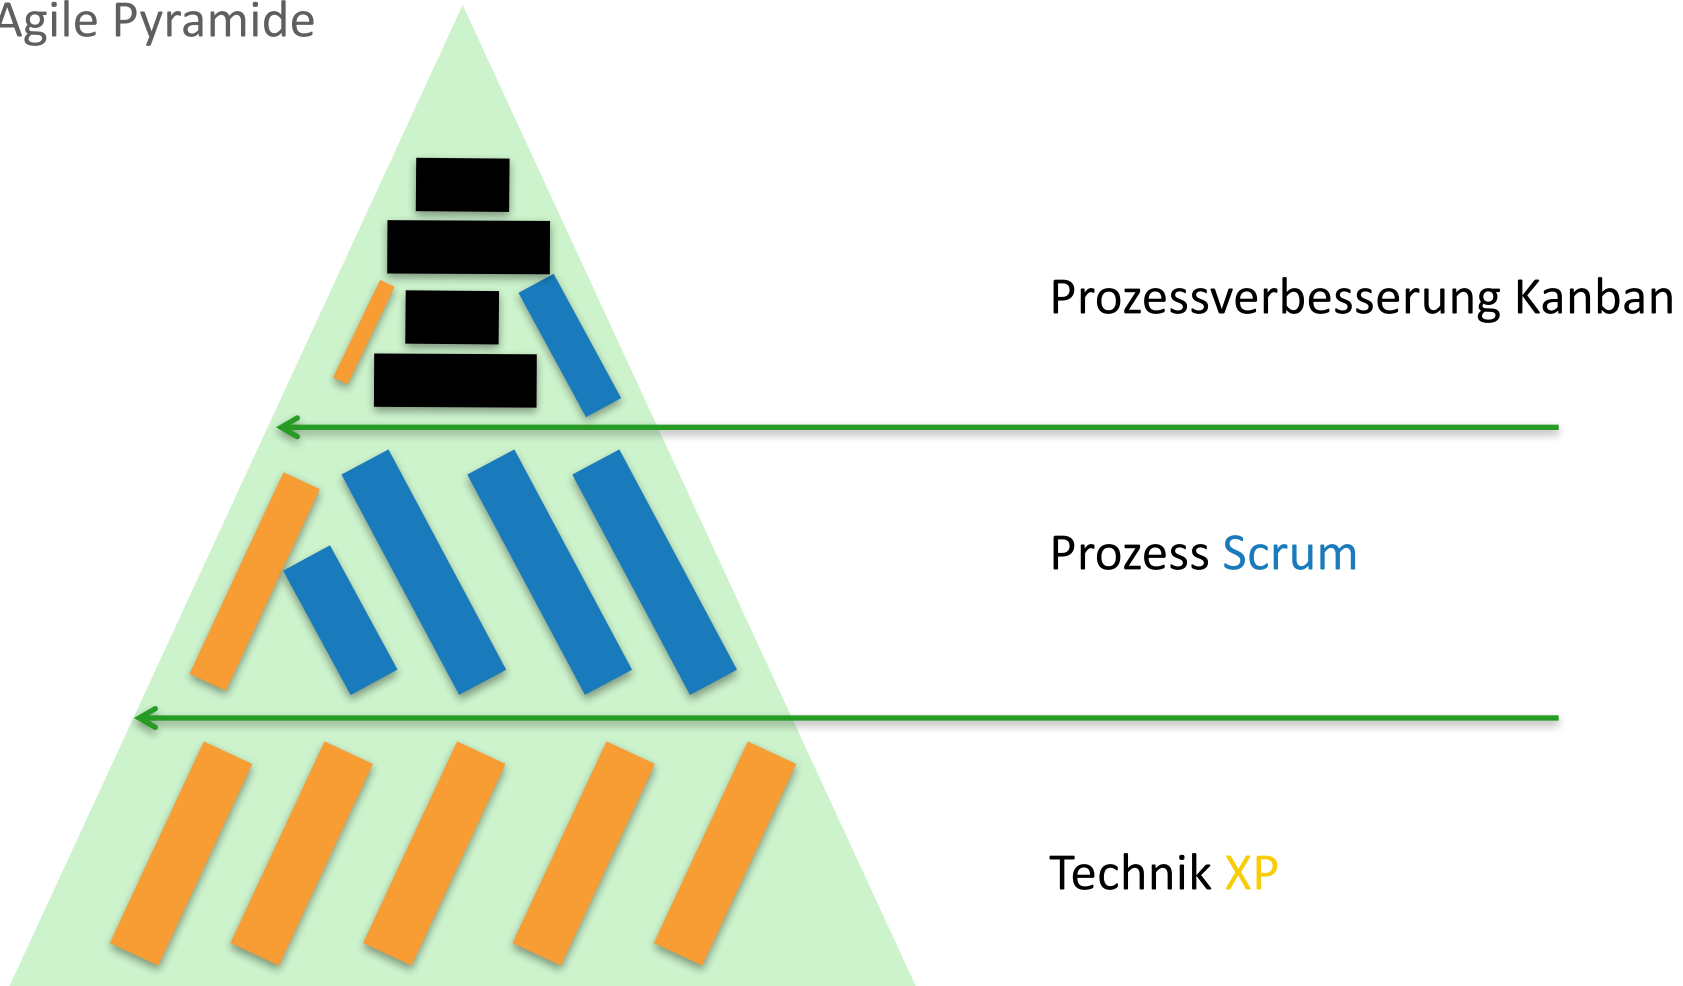 Agile Pyramide
Prozessverbesserung Kanban
Prozess Scrum
Technik XP